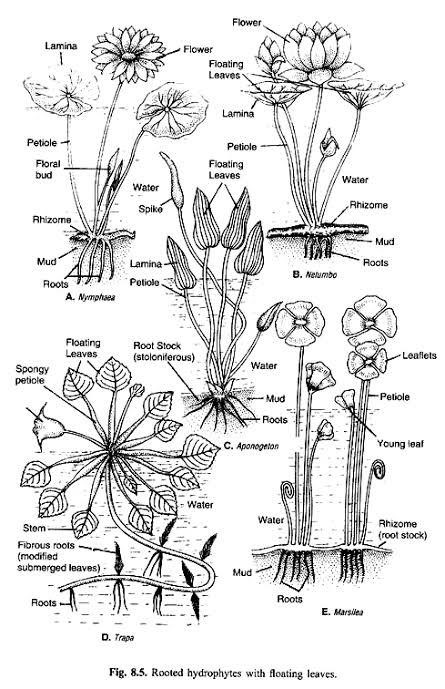 Lamina
Flower
Petiole
Floral
bud
Water
Rhizome
Mud
Roots
A. Nymphaea
Flower
Floating
Leaves
Lamina
Petiole
Water
Rhizome
Mud
Roots
B. Nelumbo
Floating
Leaves
Spike
Lamina
Petiole
Root Stock
(stoloniferous)
Water
Mud
Roots
C. Aponogeton
Floating
Leaves
Spongy
petiole
Water
Stem
Fibrous roots
(modified
submerged leaves)
Roots
D. Trapa
Leaflets
Petiole
Young leaf
Water
Rhizome
(root stock)
Mud
Roots
E. Marsilea
Fig. 8.5. Rooted hydrophytes with floating leaves.